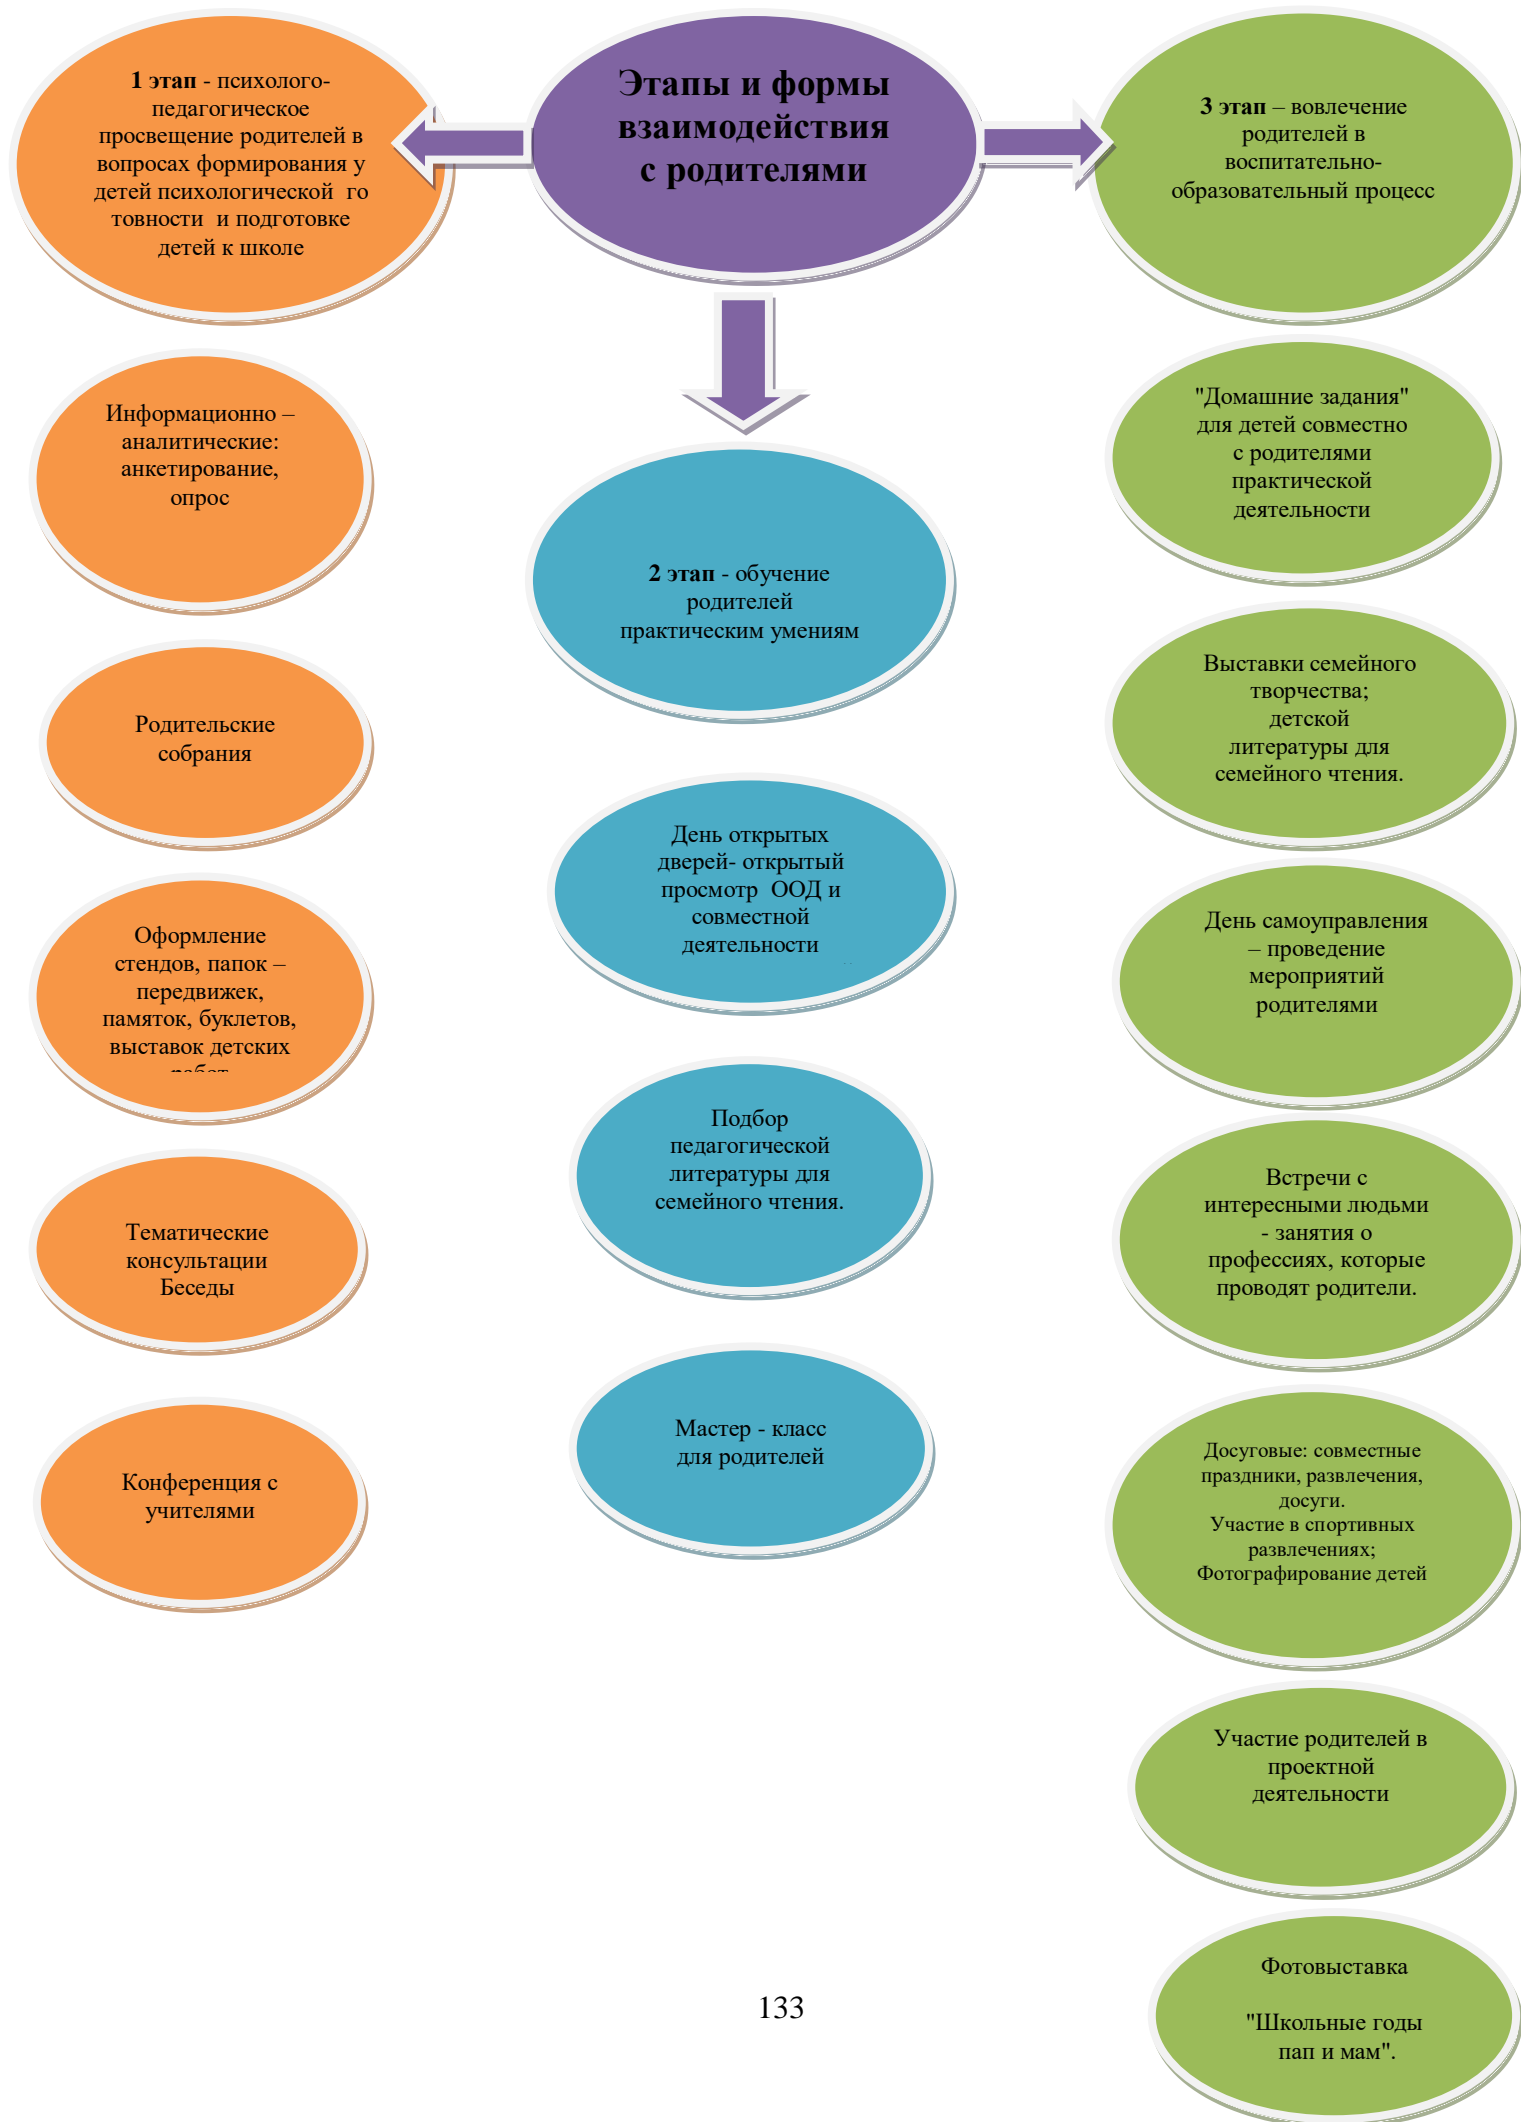 Этапы и формы
взаимодействия
с родителями
1 этап - психолого-
педагогическое
просвещение родителей в
вопросах формирования у
детей психологической  го
товности  и подготовке
детей к школе
Информационно –
аналитические:
анкетирование,
опрос
Родительские
собрания
Оформление
стендов, папок –
передвижек,
памяток, буклетов,
выставок детских
работ
Тематические
консультации
Беседы
Конференция с
учителями
2 этап - обучение
родителей
практическим умениям
День открытых
дверей- открытый
просмотр  ООД и
совместной
деятельности
Подбор
педагогической
литературы для
семейного чтения.
Мастер - класс
для родителей
3 этап – вовлечение
родителей в
воспитательно-
образовательный процесс
"Домашние задания"
для детей совместно
с родителями
практической
деятельности
Выставки семейного
творчества;
детской
литературы для
семейного чтения.
День самоуправления
– проведение
мероприятий
родителями
Встречи с
интересными людьми
- занятия о
профессиях, которые
проводят родители.
Досуговые: совместные
праздники, развлечения,
досуги.
Участие в спортивных
развлечениях;
Фотографирование детей
Участие родителей в
проектной
деятельности
Фотовыставка
"Школьные годы
пап и мам".
133